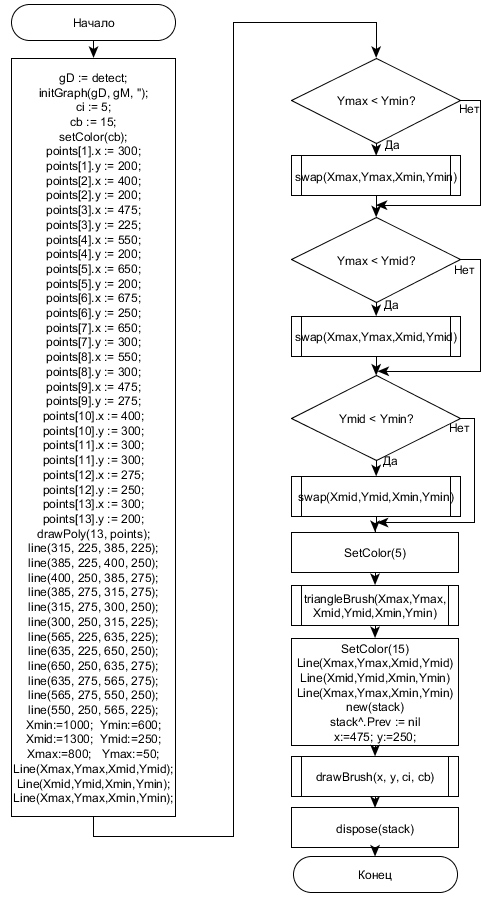 Начало
gD := detect;
initGraph(gD, gM, ");
ci := 5;
cb := 15;
setColor(cb);
points[1].x := 300;
points[1].y := 200;
points[2].x := 400;
points[2].y := 200;
points[3].x := 475;
points[3].y := 225;
points[4].x := 550;
points[4].y := 200;
points[5].x := 650;
points[5].y := 200;
points[6].x := 675;
points[6].y := 250;
points[7].x := 650;
points[7].y := 300;
points[8].x := 550;
points[8].y := 300;
points[9].x := 475;
points[9].y := 275;
points[10].x := 400;
points[10].y := 300;
points[11].x := 300;
points[11].y := 300;
points[12].x := 275;
points[12].y := 250;
points[13].x := 300;
points[13].y := 200;
drawPoly(13, points);
line(315, 225, 385, 225);
line(385, 225, 400, 250);
line(400, 250, 385, 275);
line(385, 275, 315, 275);
line(315, 275, 300, 250);
line(300, 250, 315, 225);
line(565, 225, 635, 225);
line(635, 225, 650, 250);
line(650, 250, 635, 275);
line(635, 275, 565, 275);
line(565, 275, 550, 250);
line(550, 250, 565, 225);
Xmin:=1000; Ymin:=600;
Xmid:=1300; Ymid:=250;
Xmax:=800; Ymax:=50;
Line(Xmax,Ymax,Xmid,Ymid);
Line(Xmid,Ymid,Xmin,Ymin);
Line(Xmax,Ymax,Xmin,Ymin);
Ymax < Ymin?
Нет
Да
swap(Xmax,Ymax,Xmin,Ymin)
Ymax < Ymid?
Нет
Да
swap(Xmax,Ymax,Xmid,Ymid)
Ymid < Ymin?
Нет
Да
swap(Xmid,Ymid,Xmin,Ymin)
SetColor(5)
triangleBrush(Xmax,Ymax,
Xmid,Ymid,Xmin,Ymin)
SetColor(15)
Line(Xmax,Ymax,Xmid,Ymid)
Line(Xmid,Ymid,Xmin,Ymin)
Line(Xmax,Ymax,Xmin,Ymin)
new(stack)
stack^.Prev := nil
x:=475; y:=250;
drawBrush(x, y, ci, cb)
dispose(stack)
Конец